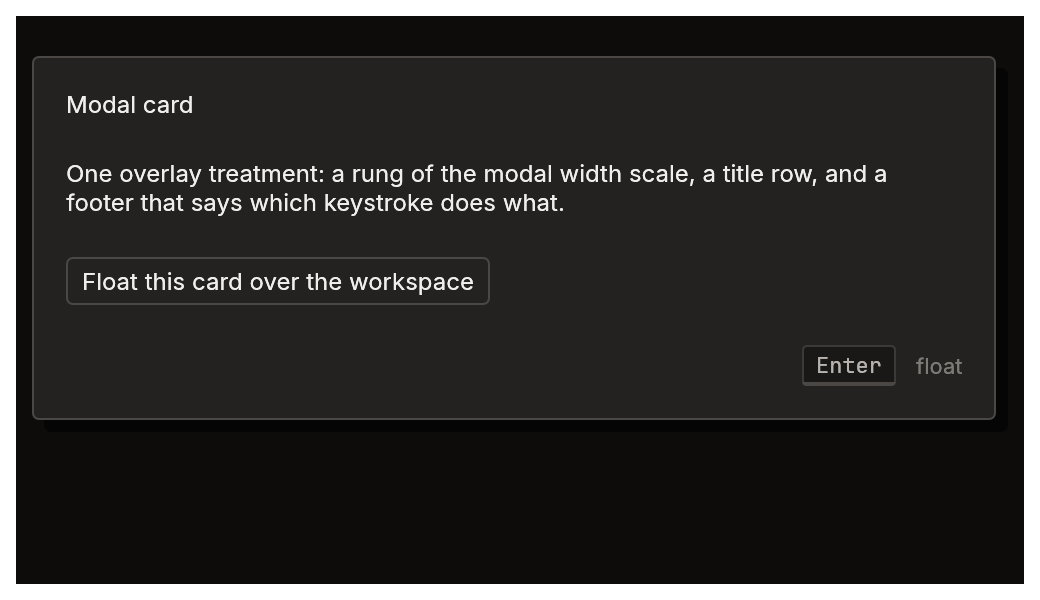 Modal card
One overlay treatment: a rung of the modal width scale, a title row, and a
footer that says which keystroke does what.
Float this card over the workspace
Enter float